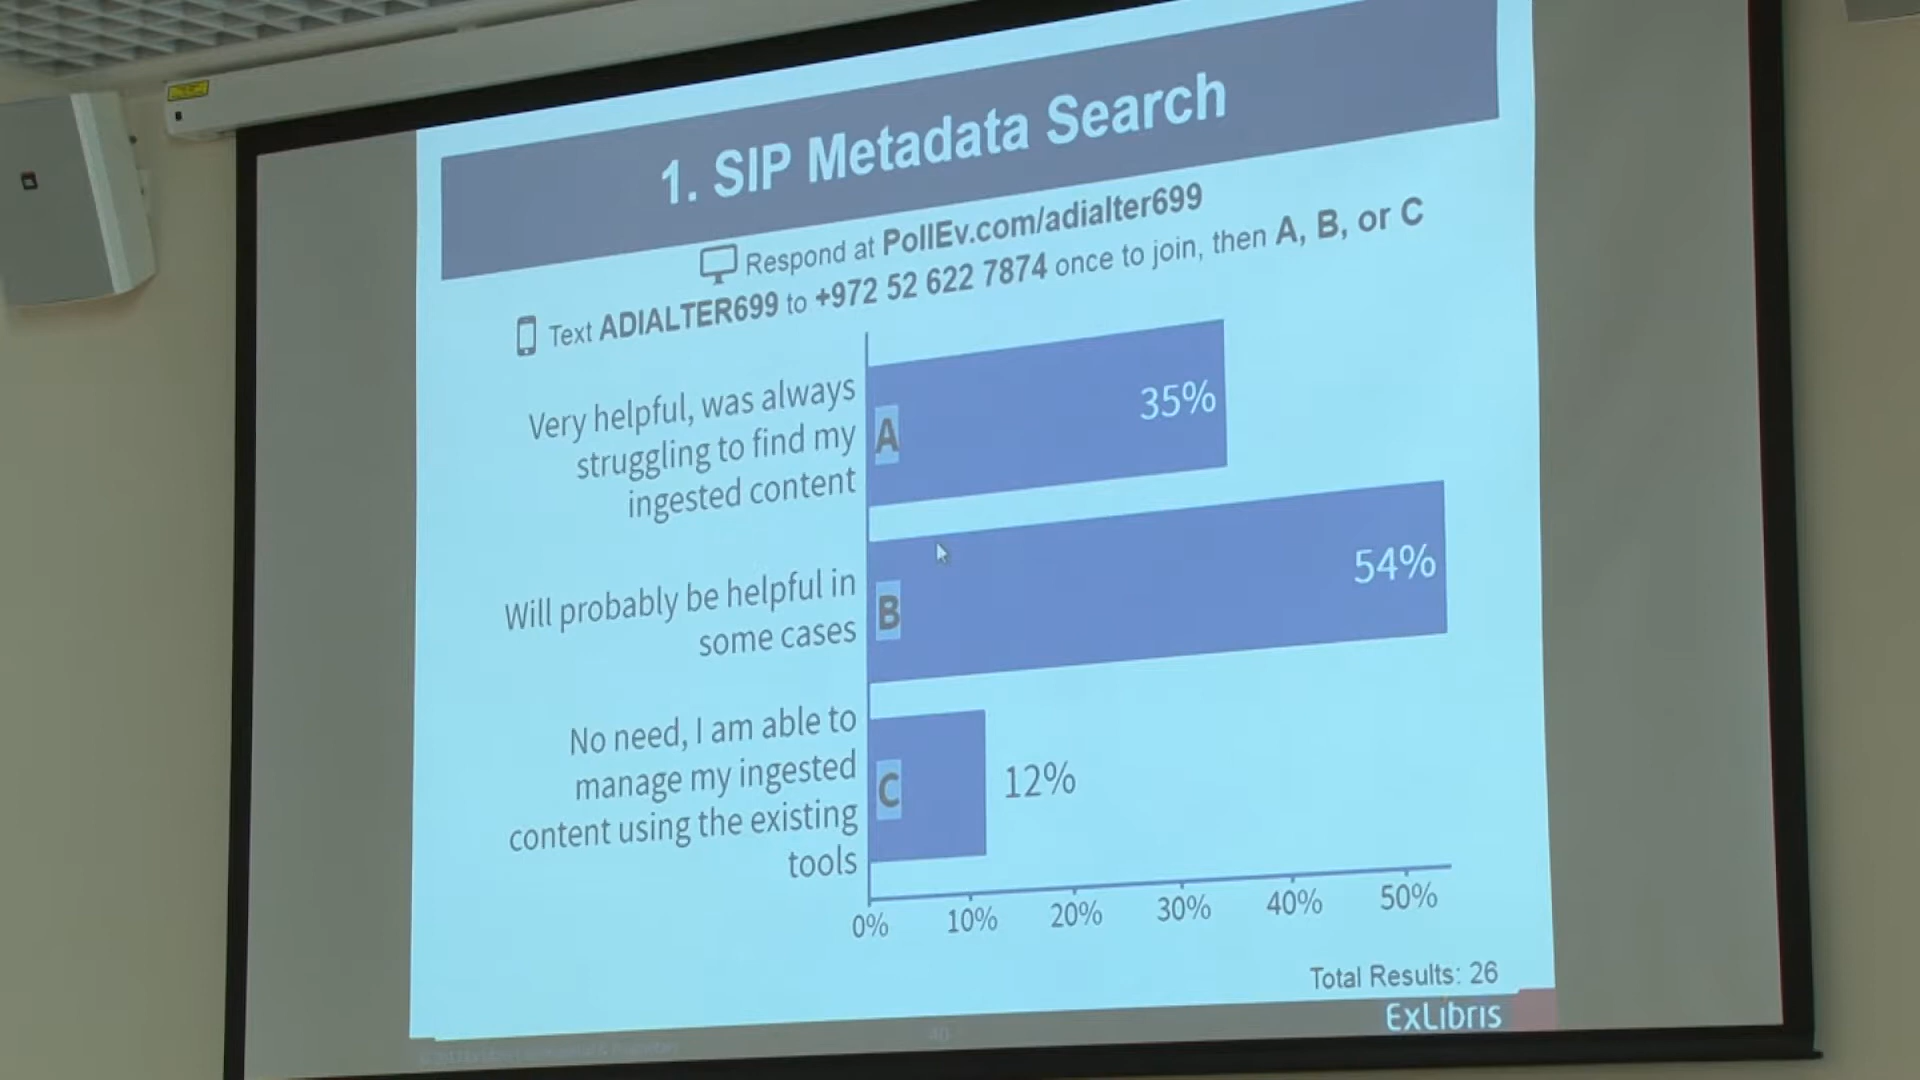 1. SIP Metadata Search
Respond at PollEv.com/adialter699
Text ADIALTER699 to +972 52 622 7874 once to join, then A, B, or C
Very helpful, was always
struggling to find my
ingested content
A
35%
Will probably be helpful in
some cases
B
54%
No need, I am able to
manage my ingested
content using the existing
tools
C
12%
0% 10% 20% 30% 40% 50%
Total Results: 26
ExLibris
40